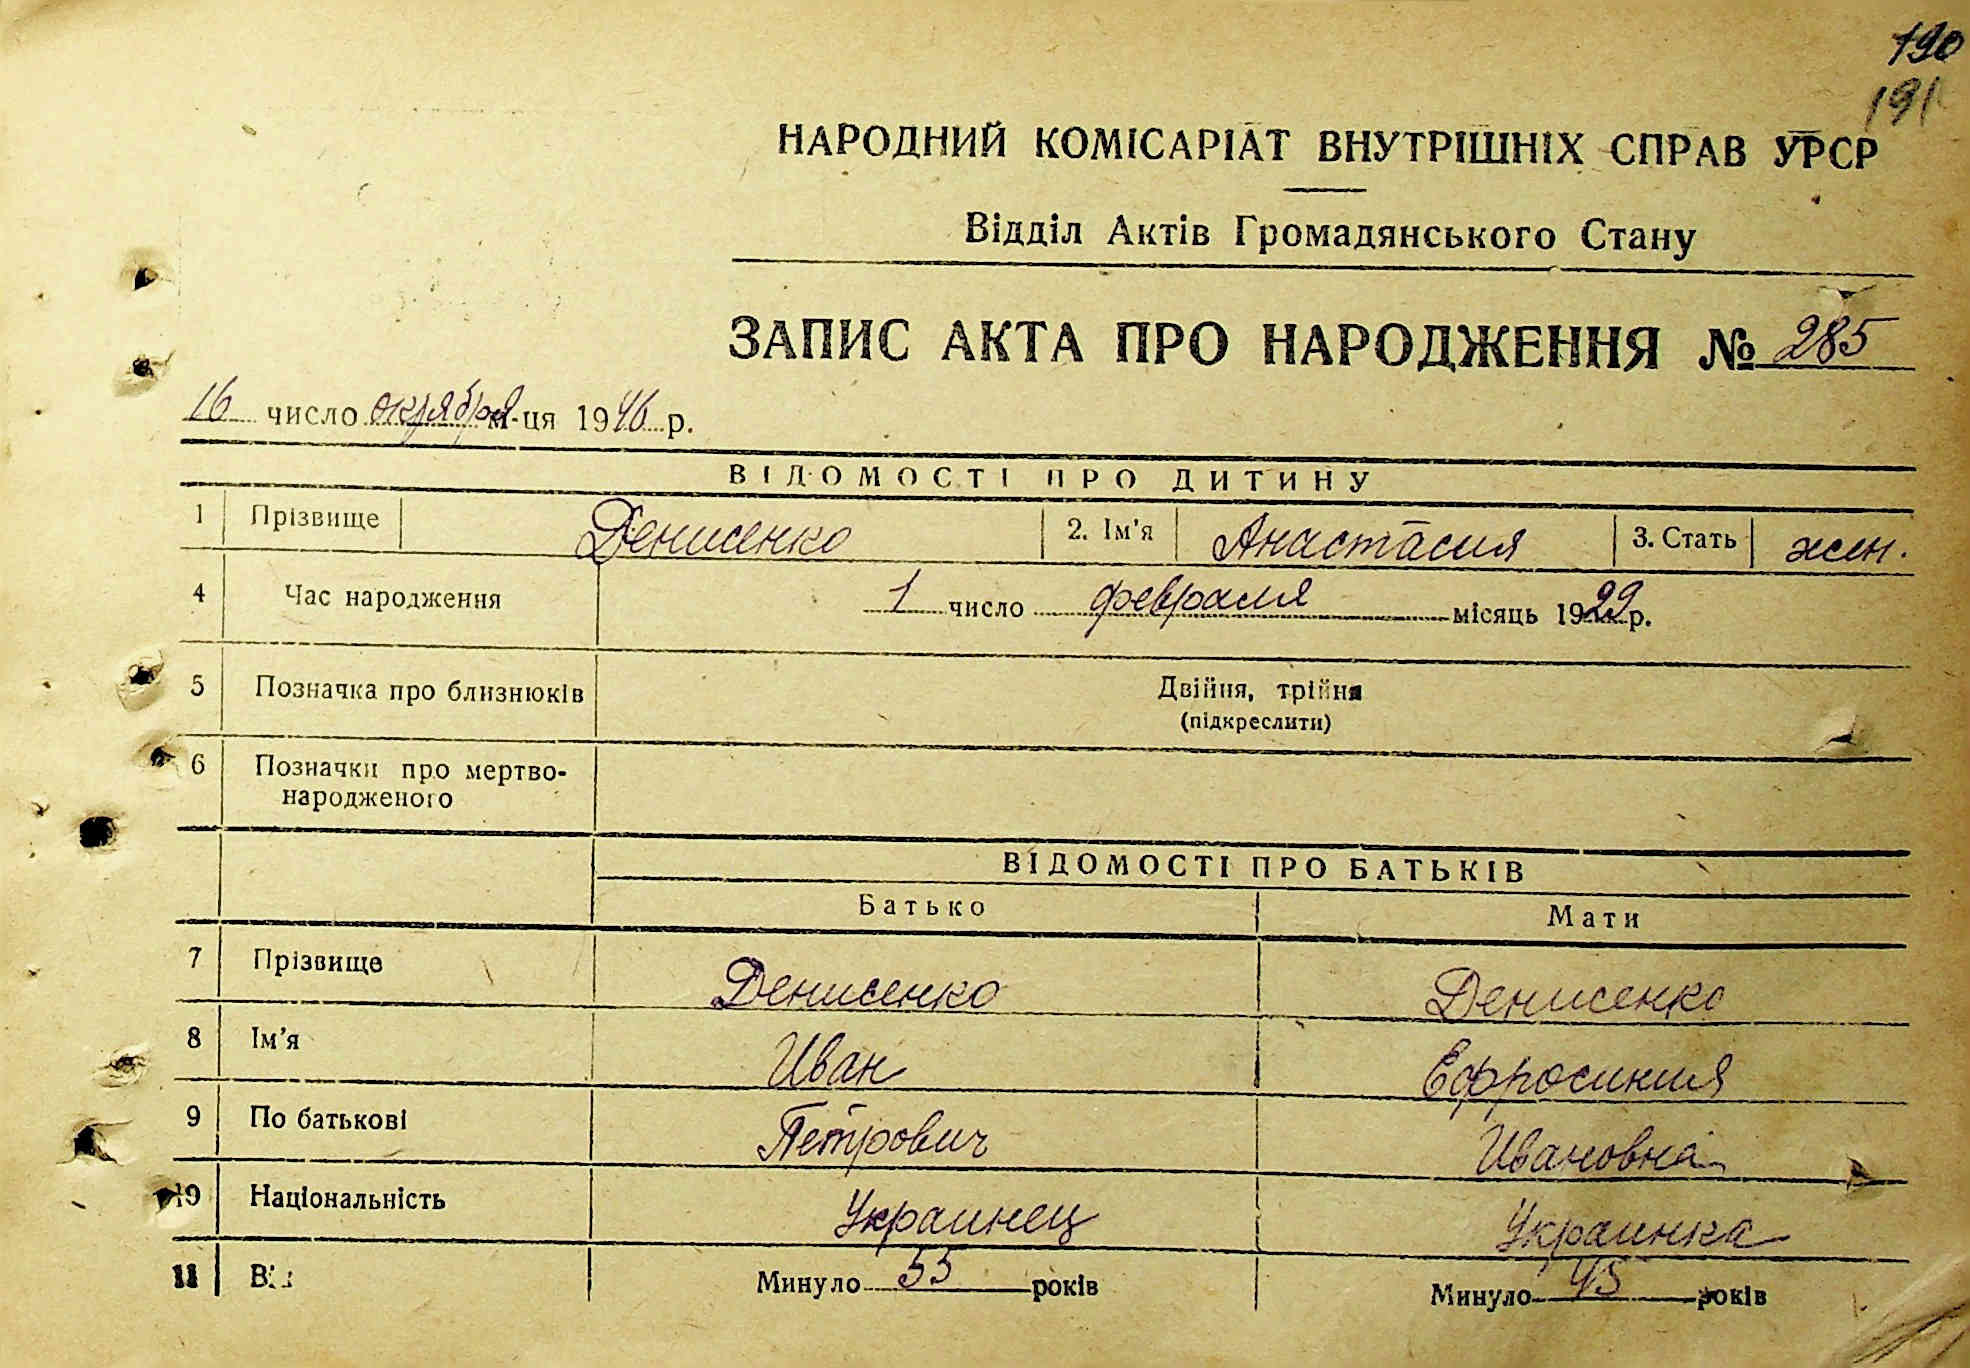 190
191
НАРОДНИЙ КОМІСАРІАТ ВНУТРІШНІХ СПРАВ УРСР
Відділ Актів Громадянського Стану
ЗАПИС АКТА ПРО НАРОДЖЕННЯ № 285
16 число октября м-ця 1946 р.
ВІДОМОСТІ ПРО ДИТИНУ
1 Прізвище Денисенко 2. Ім'я Анастасия 3. Стать жен.
4 Час народження 1 число февраля місяць 1929 р.
5 Позначка про близнюків Двійня, трійня
(підкреслити)
6 Позначки про мертво-
народженого
ВІДОМОСТІ ПРО БАТЬКІВ
Батько Мати
7 Прізвище Денисенко Денисенко
8 Ім'я Иван Ефросиния
9 По батькові Петрович Ивановна
10 Національність Украинец Украинка
11 Вік Минуло 55 років Минуло 45 років